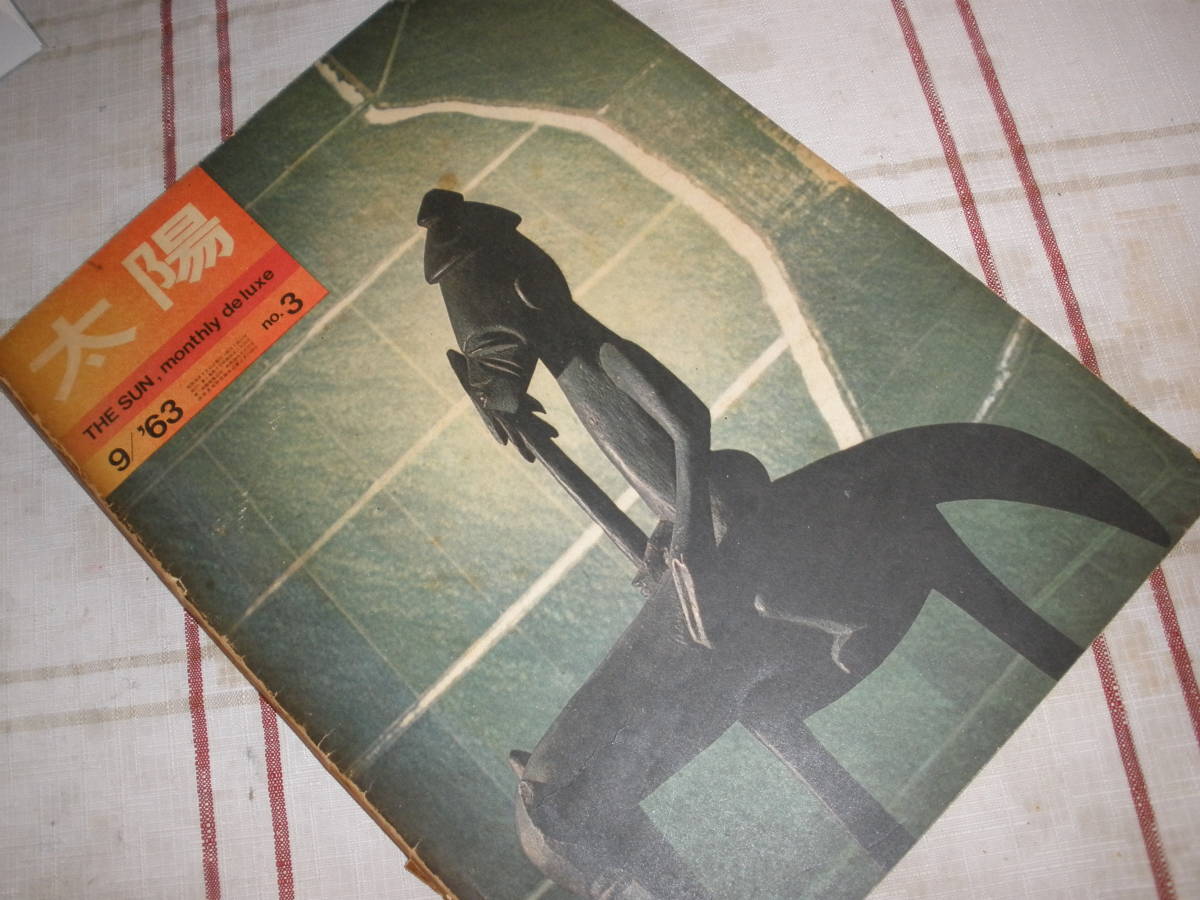 太陽
THE SUN, monthly de luxe
no. 3
9/'63